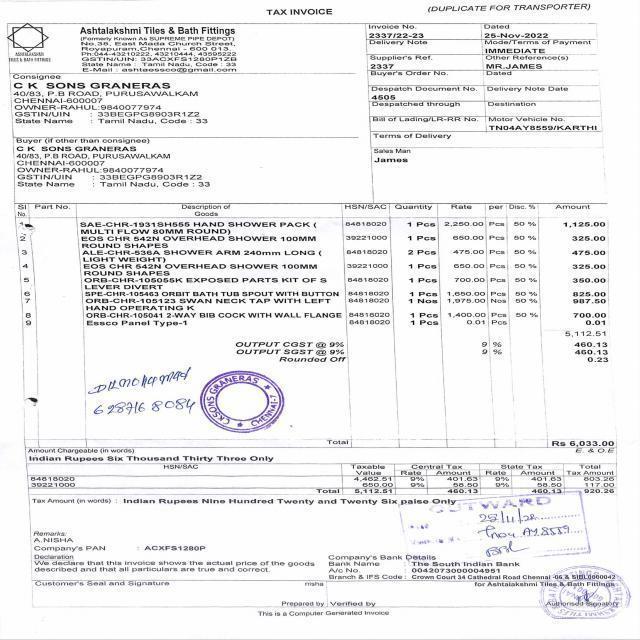 TAX INVOICE
(DUPLICATE FOR TRANSPORTER)
ASHTALAKSHMI
TILES & BATH FITTINGS
Ashtalakshmi Tiles & Bath Fittings
(Formerly Known As SUPREME PIPE DEPOT)
No.38, East Mada Church Street,
Royapuram,Chennai - 600 013.
Ph:044-43210222, 43210444, 43595200
GSTIN/UIN: 33ACXFS1280P1ZB
State Name : Tamil Nadu, Code : 33
E-Mail : ashtaessco@gmail.com
Invoice No. Dated
2337/22-23 25-Nov-2022
Delivery Note Mode/Terms of Payment
IMMEDIATE
Supplier's Ref. Other Reference(s)
2337 MR.JAMES
Buyer's Order No. Dated
Despatch Document No. Delivery Note Date
4505
Despatched through Destination
Bill of Lading/LR-RR No. Motor Vehicle No.
TN04AY8559/KARTHI
Terms of Delivery
Sales Man
James
Consignee
C K SONS GRANERAS
40/83, P.B ROAD, PURUSAWALKAM
CHENNAI-600007
OWNER-RAHUL:9840077974
GSTIN/UIN : 33BEGPG8903R1Z2
State Name : Tamil Nadu, Code : 33
Buyer (if other than consignee)
C K SONS GRANERAS
40/83, P.B ROAD, PURUSAWALKAM
CHENNAI-600007
OWNER-RAHUL:9840077974
GSTIN/UIN : 33BEGPG8903R1Z2
State Name : Tamil Nadu, Code : 33
Sl No. Part No. Description of Goods HSN/SAC Quantity Rate per Disc. % Amount
1 SAE-CHR-1931SH555 HAND SHOWER PACK ( 84818020 1 Pcs 2,250.00 Pcs 50 % 1,125.00
MULTI FLOW 80MM ROUND)
2 EOS CHR 542N OVERHEAD SHOWER 100MM 39221000 1 Pcs 650.00 Pcs 50 % 325.00
ROUND SHAPES
3 ALE-CHR-536A SHOWER ARM 240mm LONG ( 84818020 2 Pcs 475.00 Pcs 50 % 475.00
LIGHT WEIGHT)
4 EOS CHR 542N OVERHEAD SHOWER 100MM 39221000 1 Pcs 650.00 Pcs 50 % 325.00
ROUND SHAPES
5 ORB-CHR-105055K EXPOSED PARTS KIT OF S 84818020 1 Pcs 700.00 Pcs 50 % 350.00
LEVER DIVERT
6 SPE-CHR-105463 ORBIT BATH TUB SPOUT WITH BUTTON 84818020 1 Pcs 1,650.00 Pcs 50 % 825.00
7 ORB-CHR-105123 SWAN NECK TAP WITH LEFT 84818020 1 Nos 1,975.00 Nos 50 % 987.50
HAND OPERATING K
8 ORB-CHR-105041 2-WAY BIB COCK WITH WALL FLANGE 84818020 1 Pcs 1,400.00 Pcs 50 % 700.00
9 Essco Panel Type-1 84818020 1 Pcs 0.01 Pcs 0.01
5,112.51
OUTPUT CGST @ 9% 9 % 460.13
OUTPUT SGST @ 9% 9 % 460.13
Rounded Off 0.23
628716 8084
CKSONS GRANERAS
CHENNAI-7
Total Rs 6,033.00
Amount Chargeable (in words) E. & O.E
Indian Rupees Six Thousand Thirty Three Only
HSN/SAC Taxable Value Central Tax Rate Amount State Tax Rate Amount Total Tax Amount
84818020 4,462.51 9% 401.63 9% 401.63 803.26
39221000 650.00 9% 58.50 9% 58.50 117.00
Total 5,112.51 460.13 460.13 920.26
Tax Amount (in words) : Indian Rupees Nine Hundred Twenty and Twenty Six paise Only
OUTWARD
Remarks:
A.NISHA
Company's PAN : ACXFS1280P
Declaration
We declare that this invoice shows the actual price of the goods
described and that all particulars are true and correct.
Company's Bank Details
Bank Name : The South Indian Bank
A/c No. : 0042073000004951
Branch & IFS Code : Crown Court 34 Cathedral Road Chennai -06 & SIBL0000042
Customer's Seal and Signature nisha
for Ashtalakshmi Tiles & Bath Fittings
Prepared by Verified by Authorised Signatory
This is a Computer Generated Invoice